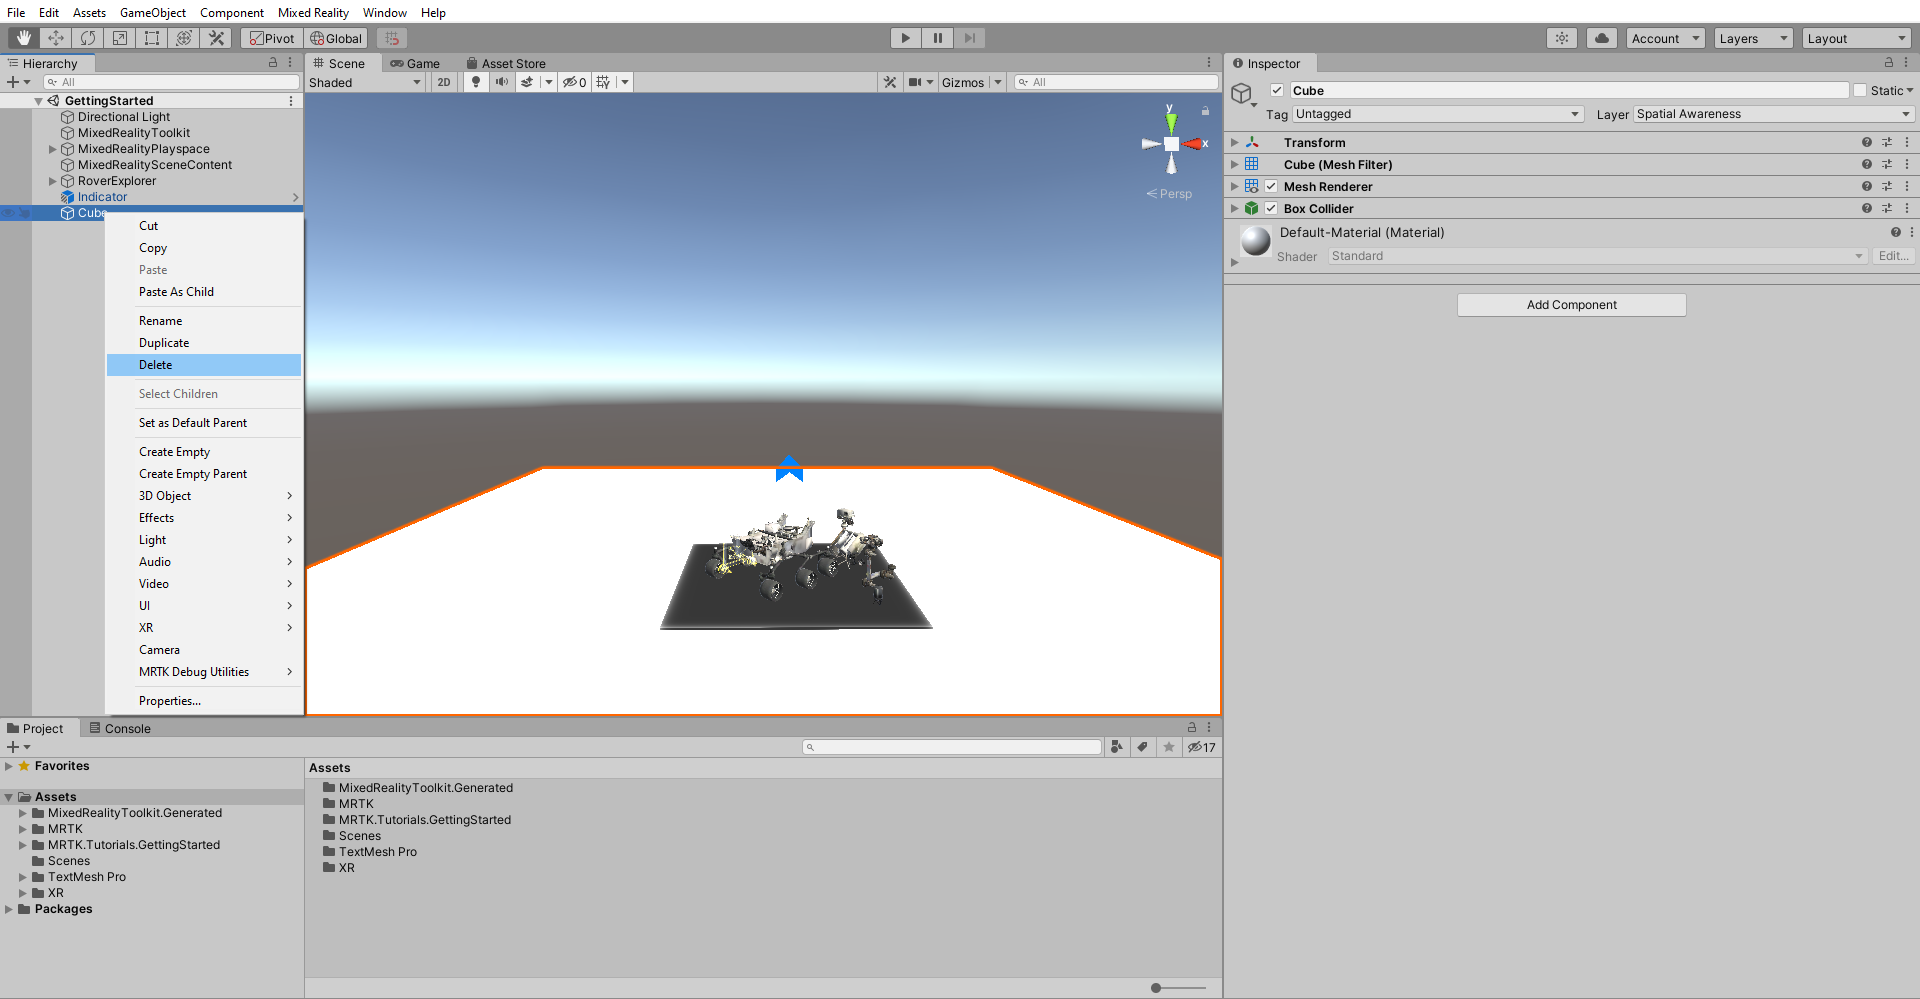 File Edit Assets GameObject Component Mixed Reality Window Help
Pivot Global Account Layers Layout
Hierarchy
All
GettingStarted
Directional Light
MixedRealityToolkit
MixedRealityPlayspace
MixedRealitySceneContent
RoverExplorer
Indicator
Cube
Cut
Copy
Paste
Paste As Child
Rename
Duplicate
Delete
Select Children
Set as Default Parent
Create Empty
Create Empty Parent
3D Object
Effects
Light
Audio
Video
UI
XR
Camera
MRTK Debug Utilities
Properties...
Scene Game Asset Store
Shaded 2D 0 Gizmos All
y
x
Persp
Inspector
Cube Static
Tag Untagged Layer Spatial Awareness
Transform
Cube (Mesh Filter)
Mesh Renderer
Box Collider
Default-Material (Material)
Shader Standard Edit...
Add Component
Project Console
17
Favorites
Assets
MixedRealityToolkit.Generated
MRTK
MRTK.Tutorials.GettingStarted
Scenes
TextMesh Pro
XR
Packages
Assets
MixedRealityToolkit.Generated
MRTK
MRTK.Tutorials.GettingStarted
Scenes
TextMesh Pro
XR